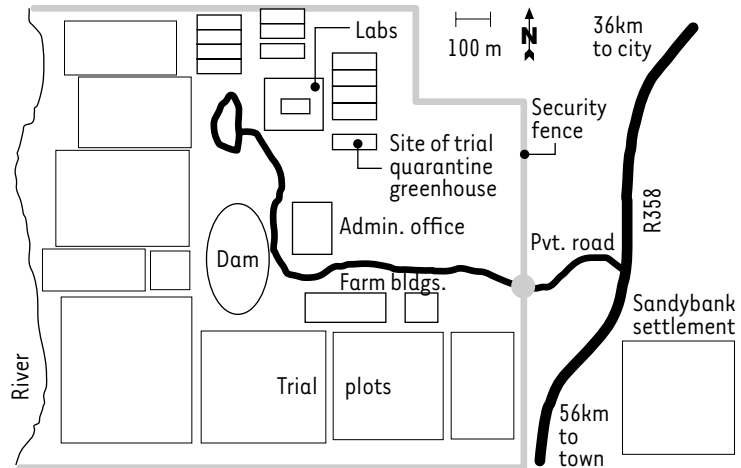 Labs
100 m
N
36km
to city
Security
fence
Site of trial
quarantine
greenhouse
R358
Admin. office
Pvt. road
Dam
Farm bldgs.
Sandybank
settlement
River
Trial plots
56km
to
town